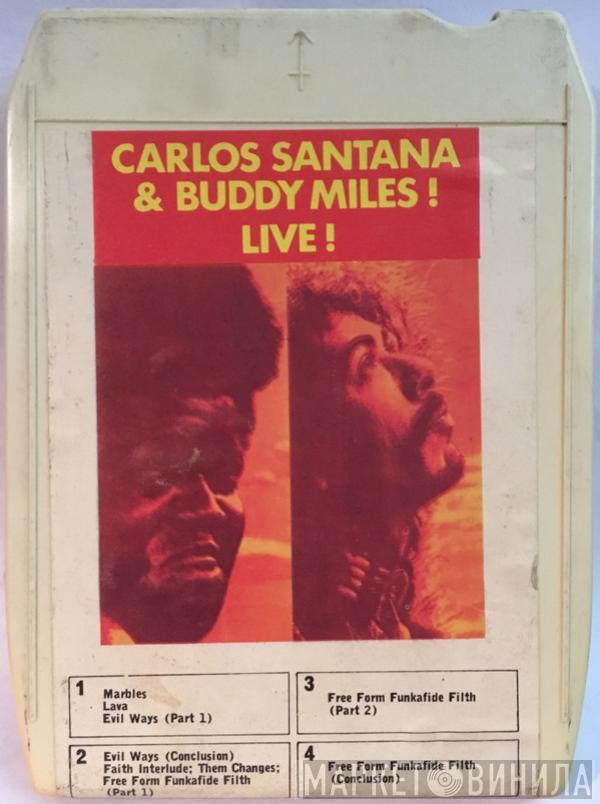 CARLOS SANTANA
& BUDDY MILES !
LIVE !
1
Marbles
Lava
Evil Ways (Part 1)
2
Evil Ways (Conclusion)
Faith Interlude; Them Changes;
Free Form Funkafide Filth
(Part 1)
3
Free Form Funkafide Filth
(Part 2)
4
Free Form Funkafide Filth
(Conclusion)
МАРКЕТ ВИНИЛА